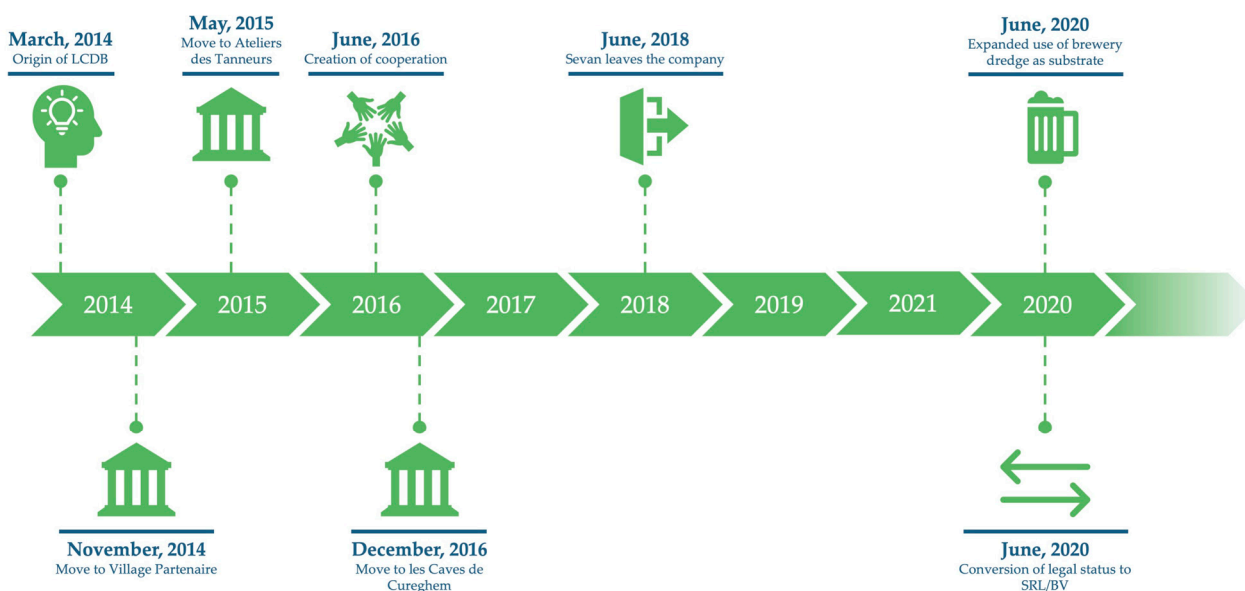 March, 2014
Origin of LCDB
May, 2015
Move to Ateliers
des Tanneurs
June, 2016
Creation of cooperation
June, 2018
Sevan leaves the company
June, 2020
Expanded use of brewery
dredge as substrate
2014
2015
2016
2017
2018
2019
2021
2020
November, 2014
Move to Village Partenaire
December, 2016
Move to les Caves de
Cureghem
June, 2020
Conversion of legal status to
SRL/BV